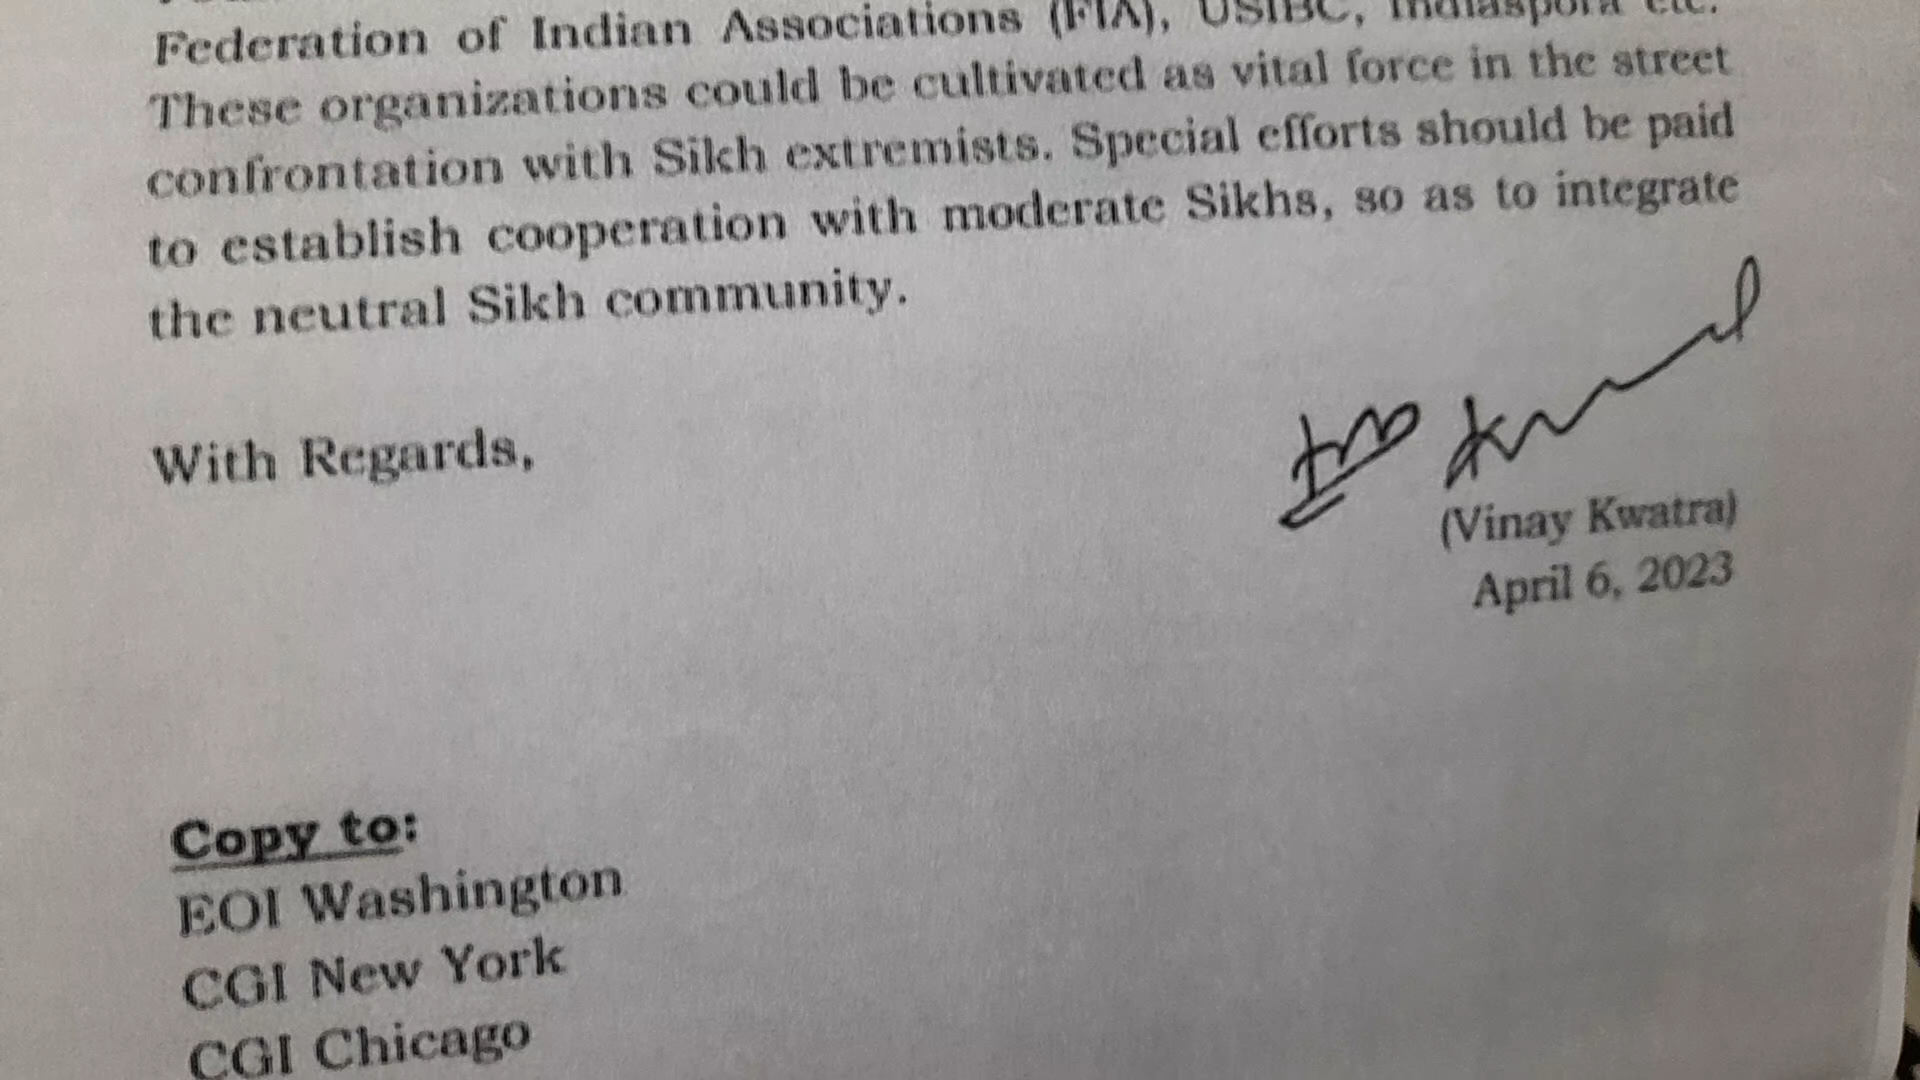 Federation of Indian Associations (FIA), USIBC, Indiaspora etc.
These organizations could be cultivated as vital force in the street
confrontation with Sikh extremists. Special efforts should be paid
to establish cooperation with moderate Sikhs, so as to integrate
the neutral Sikh community.
With Regards,
(Vinay Kwatra)
April 6, 2023
Copy to:
EOI Washington
CGI New York
CGI Chicago